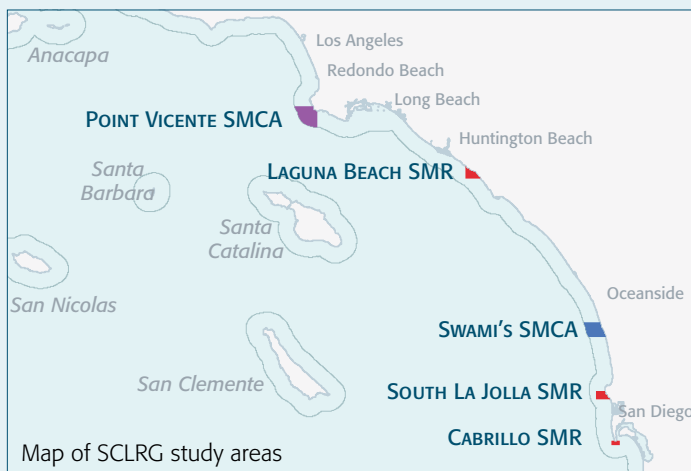 Anacapa
Los Angeles
Redondo Beach
Long Beach
POINT VICENTE SMCA
Huntington Beach
Santa
Barbara
LAGUNA BEACH SMR
Santa
Catalina
San Nicolas
Oceanside
SWAMI'S SMCA
San Clemente
SOUTH LA JOLLA SMR
San Diego
CABRILLO SMR
Map of SCLRG study areas